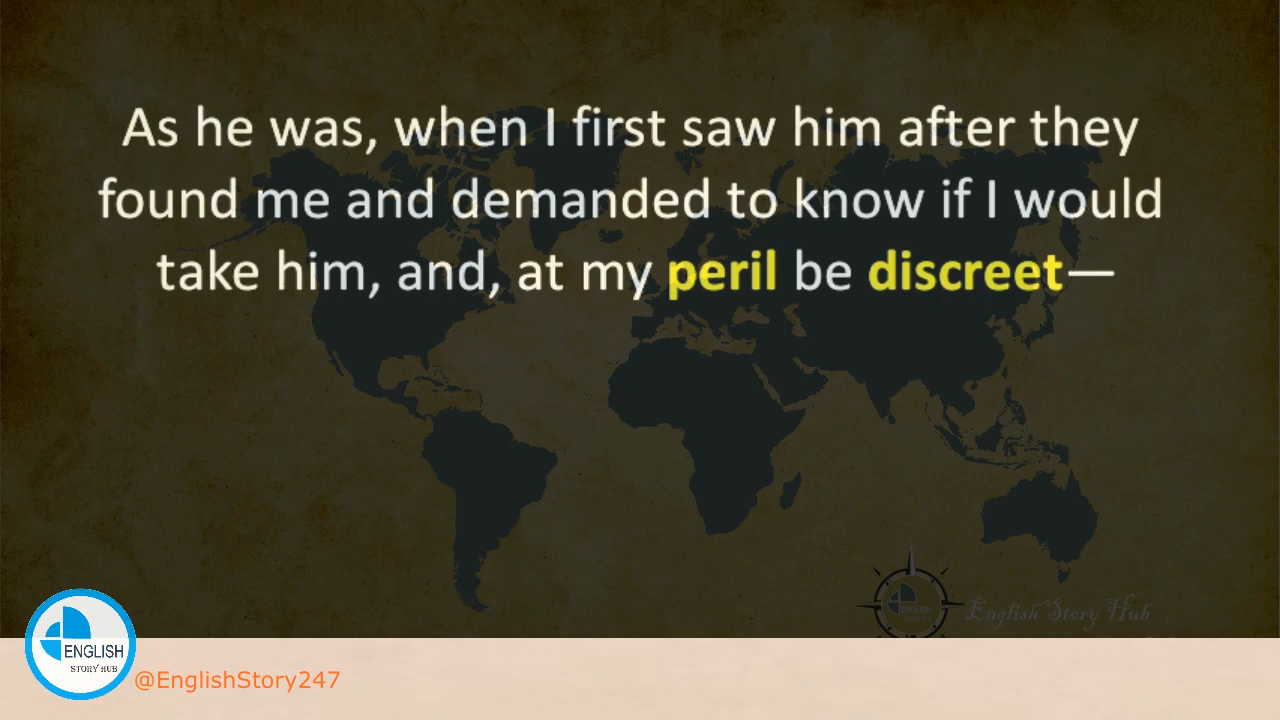 As he was, when I first saw him after they
found me and demanded to know if I would
take him, and, at my peril be discreet—
English Story Hub
ENGLISH
STORY HUB
@EnglishStory247